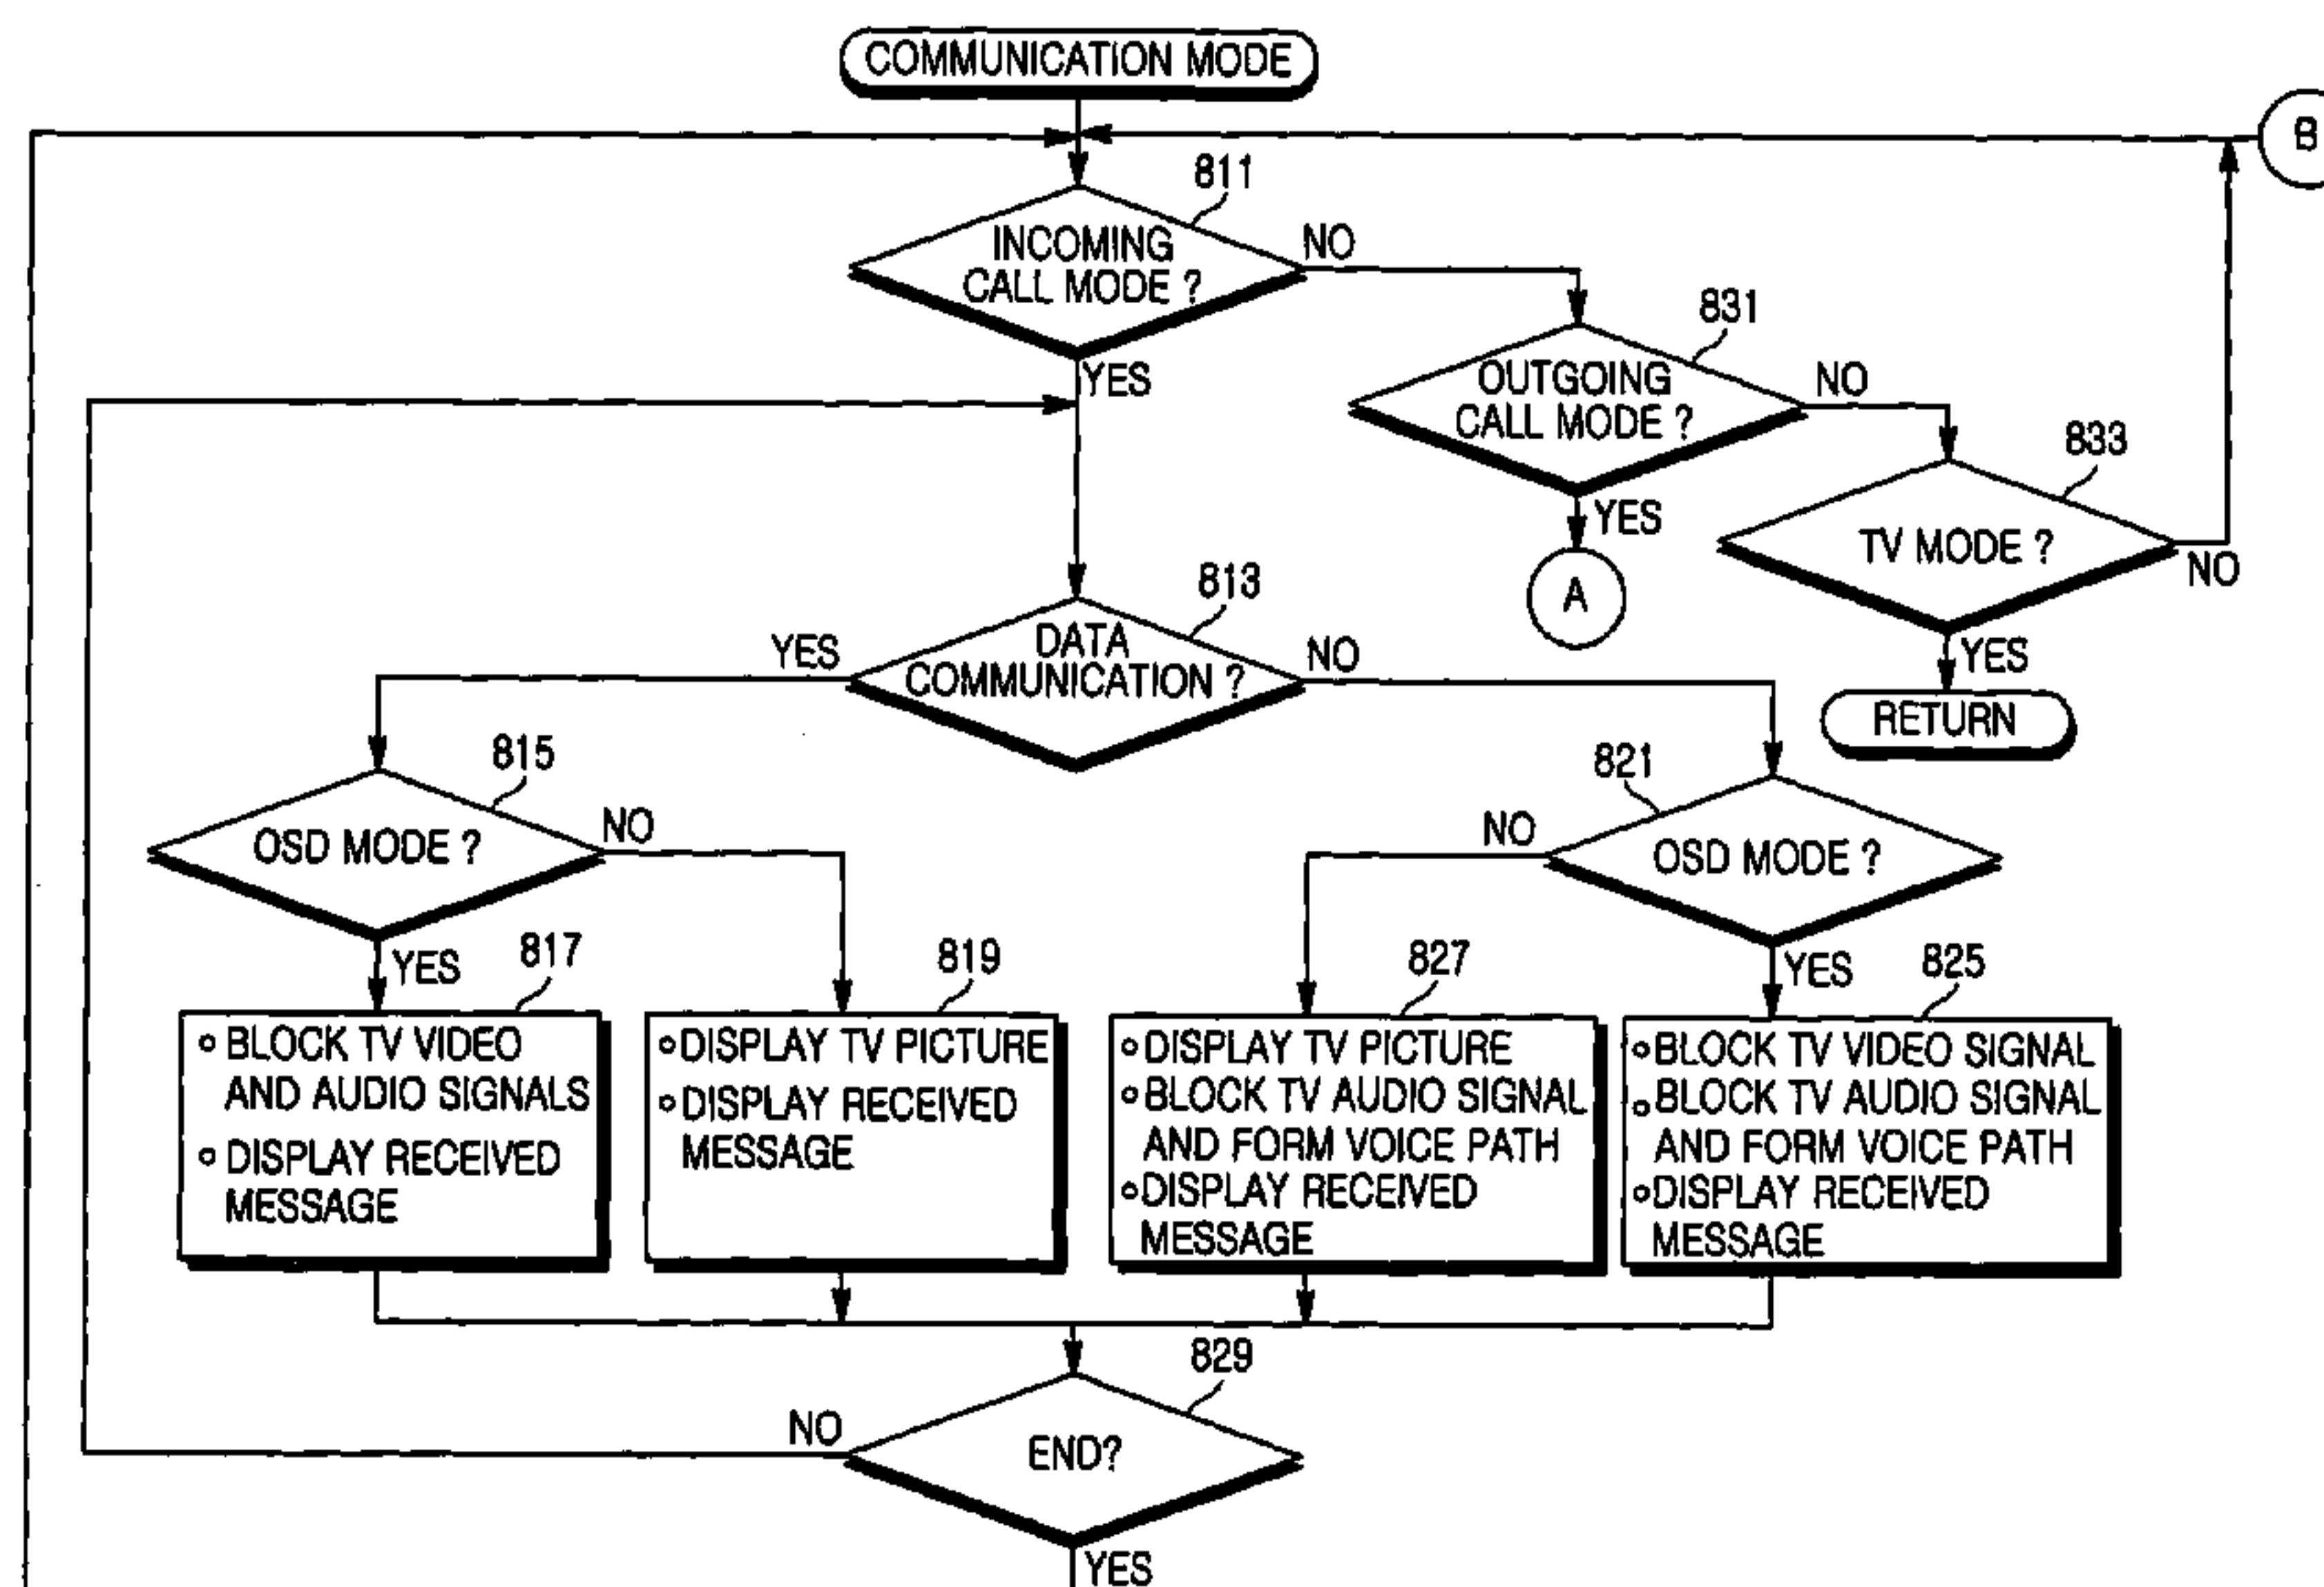 COMMUNICATION MODE
B
811
INCOMING
CALL MODE ?
NO
YES
831
OUTGOING
CALL MODE ?
NO
YES
A
833
TV MODE ?
NO
YES
RETURN
813
DATA
COMMUNICATION ?
YES
NO
815
OSD MODE ?
NO
YES
821
OSD MODE ?
NO
YES
817
BLOCK TV VIDEO
AND AUDIO SIGNALS
DISPLAY RECEIVED
MESSAGE
819
DISPLAY TV PICTURE
DISPLAY RECEIVED
MESSAGE
827
DISPLAY TV PICTURE
BLOCK TV AUDIO SIGNAL
AND FORM VOICE PATH
DISPLAY RECEIVED
MESSAGE
825
BLOCK TV VIDEO SIGNAL
BLOCK TV AUDIO SIGNAL
AND FORM VOICE PATH
DISPLAY RECEIVED
MESSAGE
829
END?
NO
YES